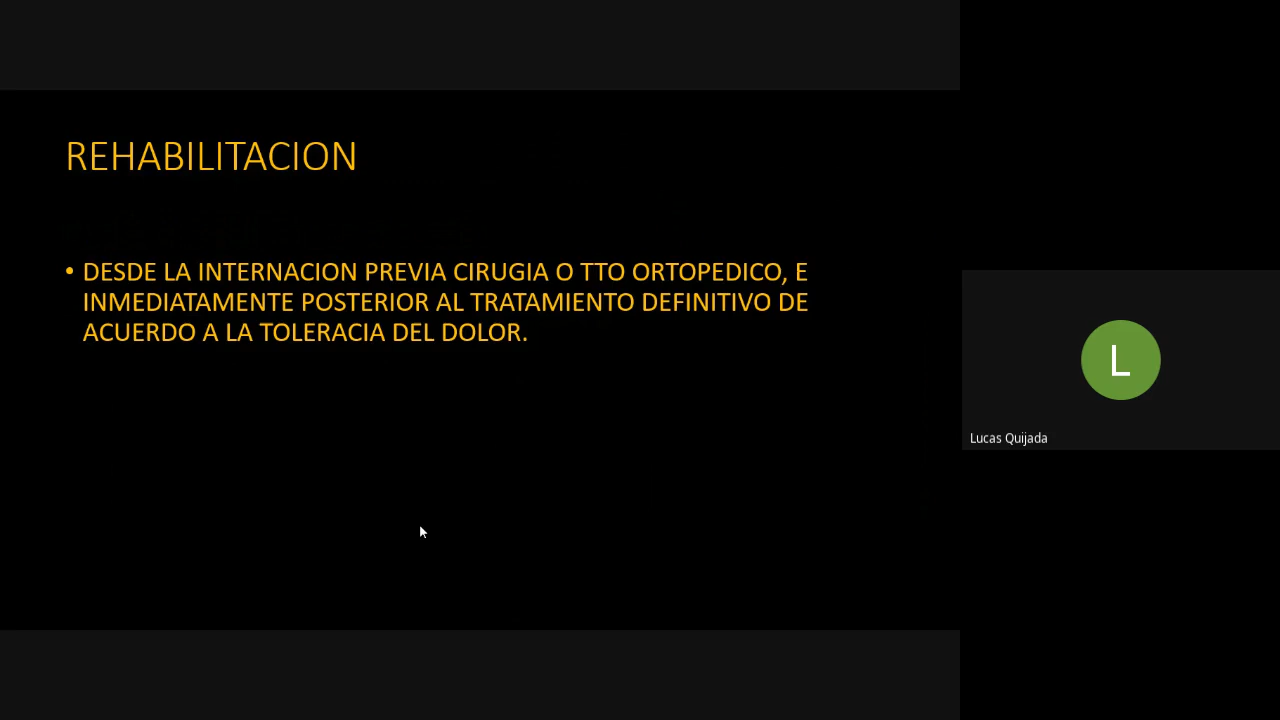 REHABILITACION
• DESDE LA INTERNACION PREVIA CIRUGIA O TTO ORTOPEDICO, E
INMEDIATAMENTE POSTERIOR AL TRATAMIENTO DEFINITIVO DE
ACUERDO A LA TOLERACIA DEL DOLOR.
L
Lucas Quijada